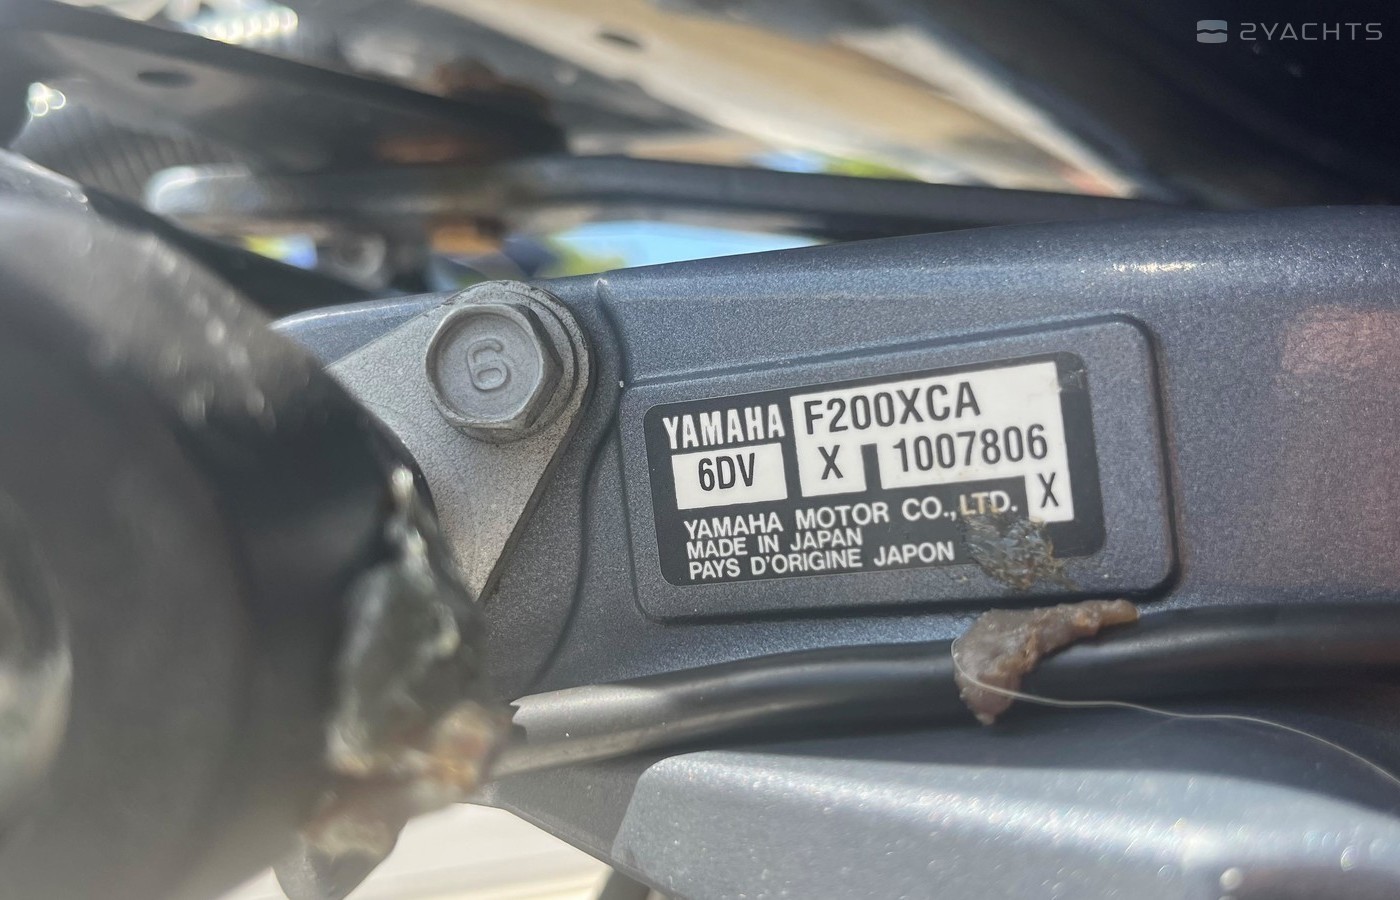 2YACHTS
6
YAMAHA F200XCA
6DV X 1007806
X
YAMAHA MOTOR CO.,LTD.
MADE IN JAPAN
PAYS D'ORIGINE JAPON